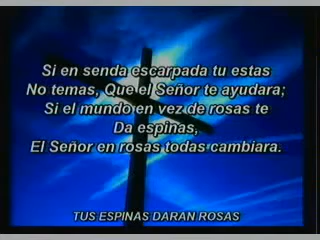 Si en senda escarpada tu estas
No temas, Que el Señor te ayudara;
Si el mundo en vez de rosas te
Da espinas,
El Señor en rosas todas cambiara.
TUS ESPINAS DARAN ROSAS